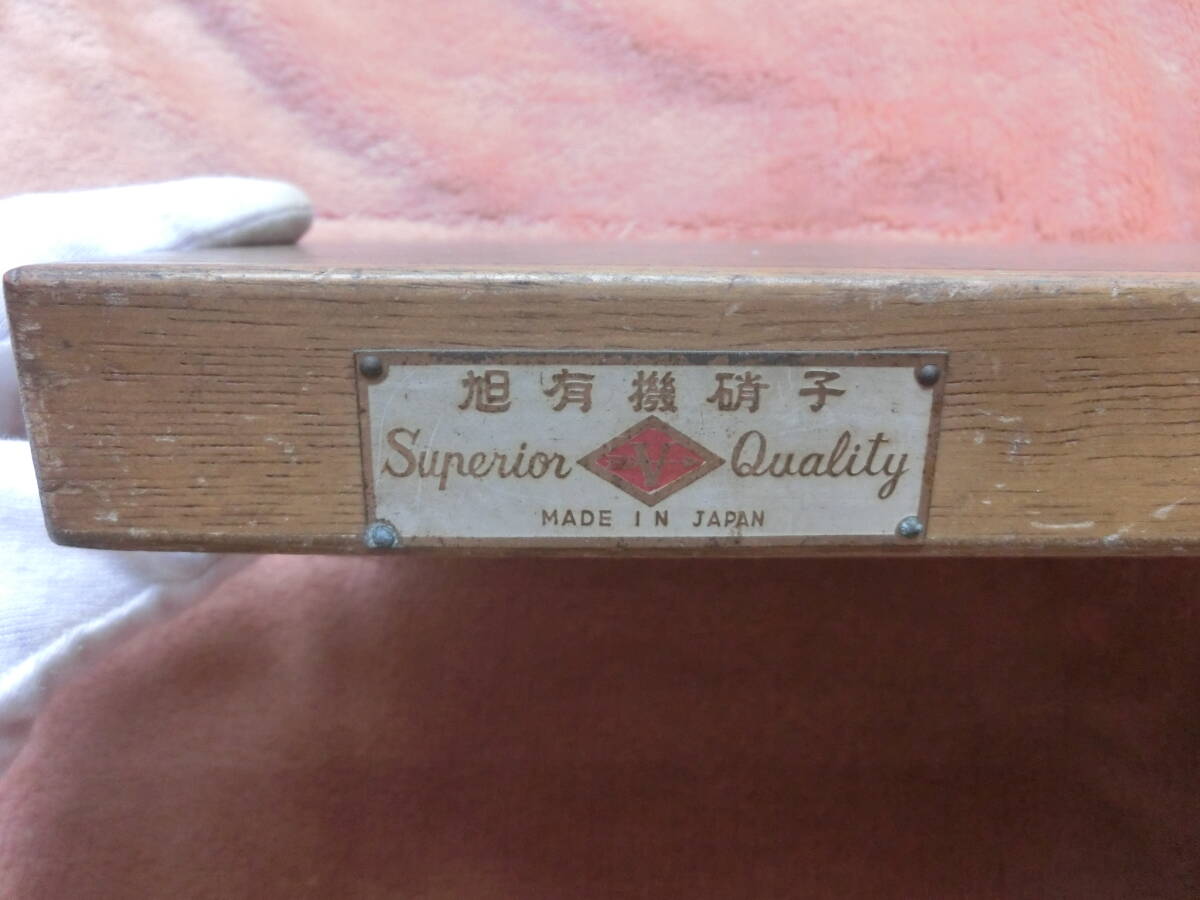 旭有機硝子
Superior V Quality
MADE IN JAPAN